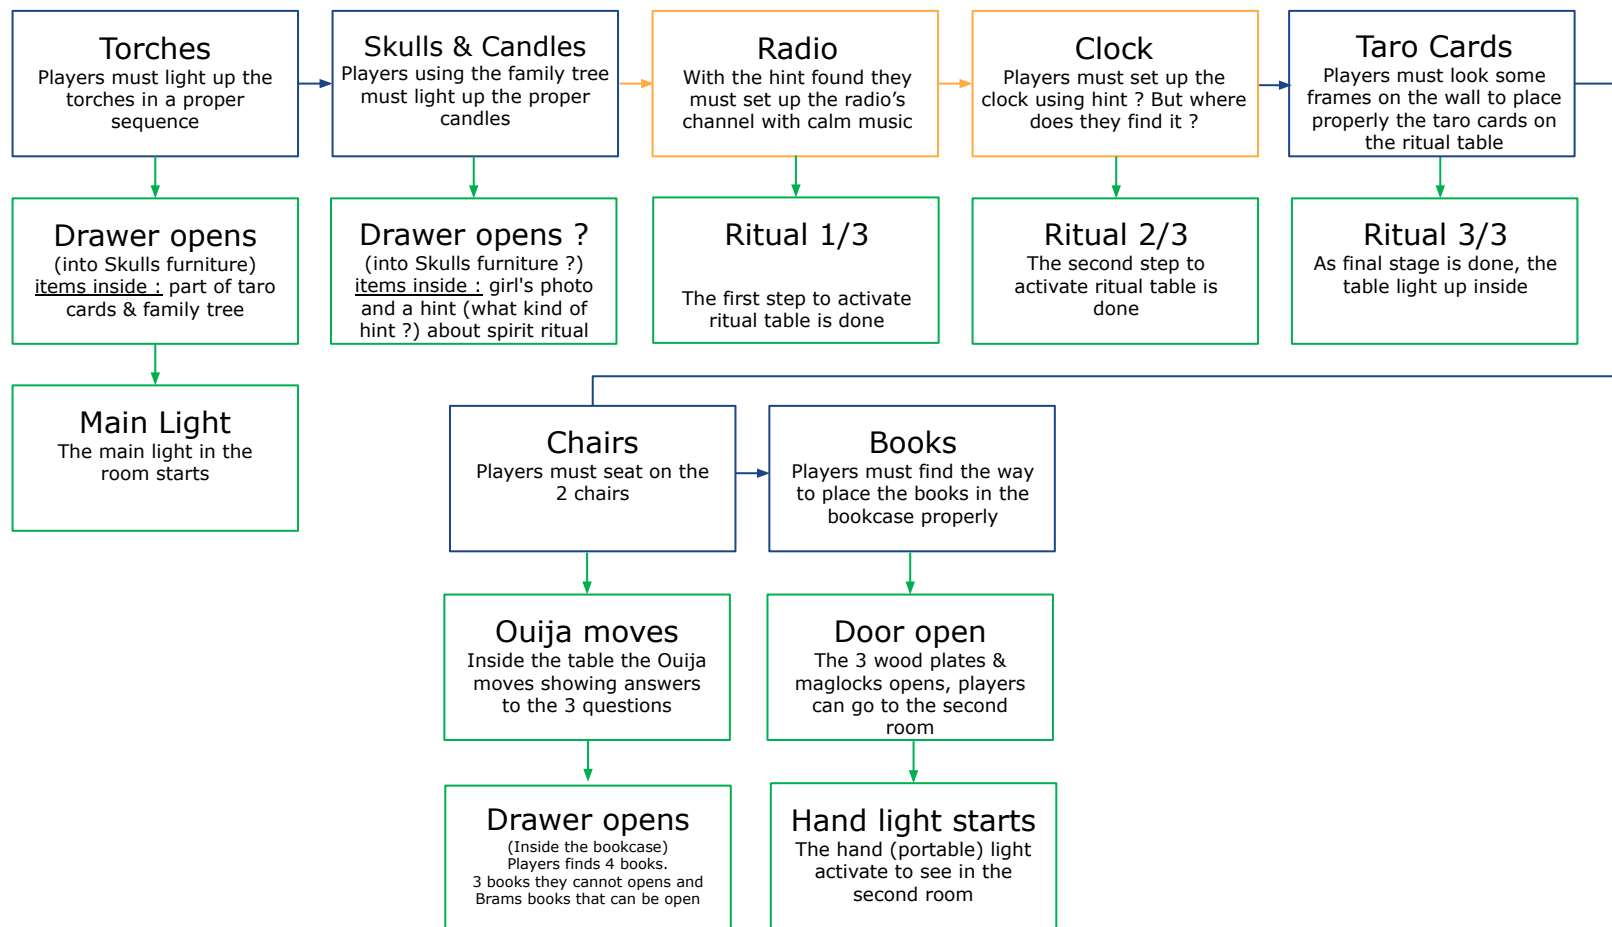 Torches
Players must light up the
torches in a proper
sequence
Skulls & Candles
Players using the family tree
must light up the proper
candles
Radio
With the hint found they
must set up the radio's
channel with calm music
Clock
Players must set up the
clock using hint ? But where
does they find it ?
Taro Cards
Players must look some
frames on the wall to place
properly the taro cards on
the ritual table
Drawer opens
(into Skulls furniture)
items inside : part of taro
cards & family tree
Drawer opens ?
(into Skulls furniture ?)
items inside : girl's photo
and a hint (what kind of
hint ?) about spirit ritual
Ritual 1/3
The first step to activate
ritual table is done
Ritual 2/3
The second step to
activate ritual table is
done
Ritual 3/3
As final stage is done, the
table light up inside
Main Light
The main light in the
room starts
Chairs
Players must seat on the
2 chairs
Books
Players must find the way
to place the books in the
bookcase properly
Ouija moves
Inside the table the Ouija
moves showing answers
to the 3 questions
Door open
The 3 wood plates &
maglocks opens, players
can go to the second
room
Drawer opens
(Inside the bookcase)
Players finds 4 books.
3 books they cannot opens and
Brams books that can be open
Hand light starts
The hand (portable) light
activate to see in the
second room